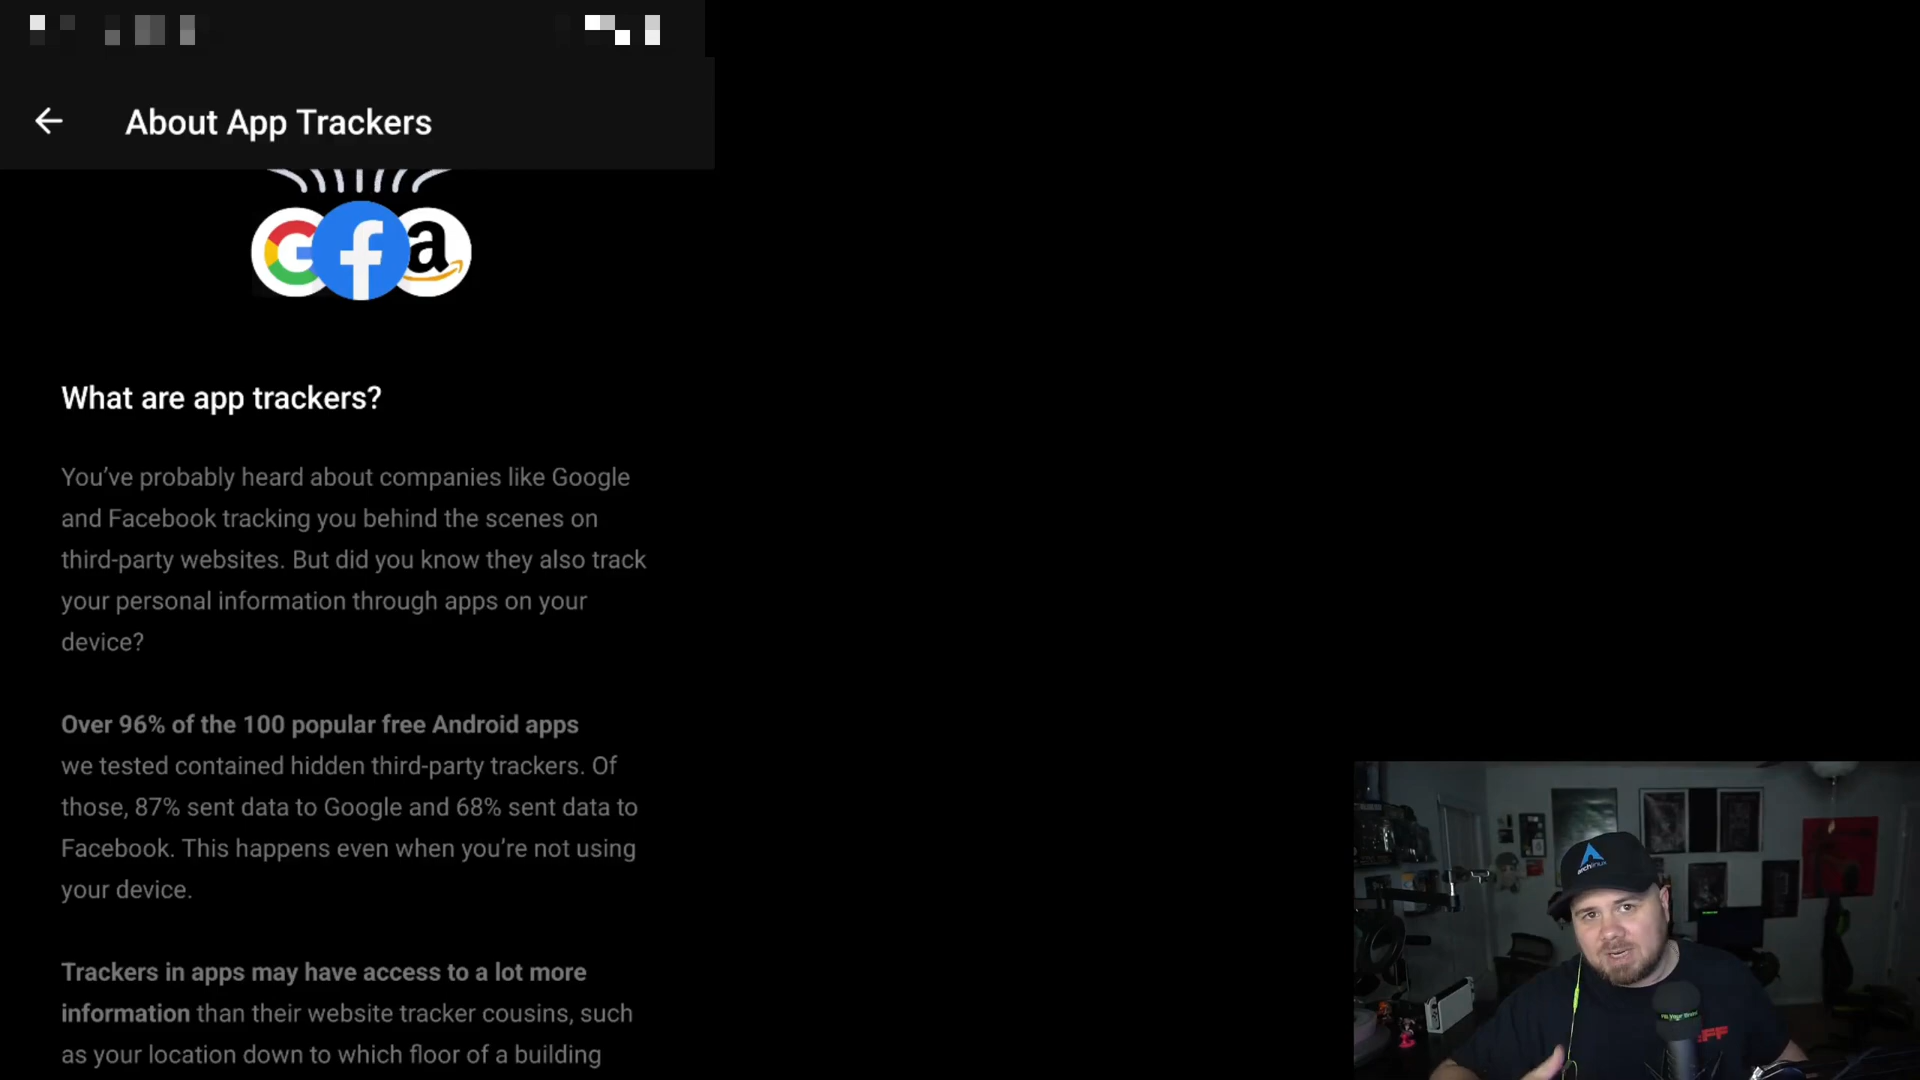 About App Trackers
What are app trackers?
You’ve probably heard about companies like Google
and Facebook tracking you behind the scenes on
third-party websites. But did you know they also track
your personal information through apps on your
device?
Over 96% of the 100 popular free Android apps
we tested contained hidden third-party trackers. Of
those, 87% sent data to Google and 68% sent data to
Facebook. This happens even when you’re not using
your device.
Trackers in apps may have access to a lot more
information than their website tracker cousins, such
as your location down to which floor of a building
archlinux